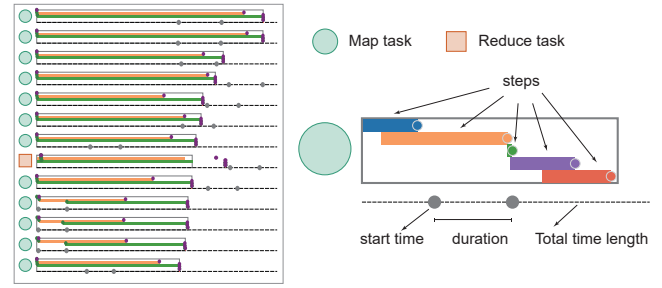 Map task
Reduce task
steps
start time
duration
Total time length